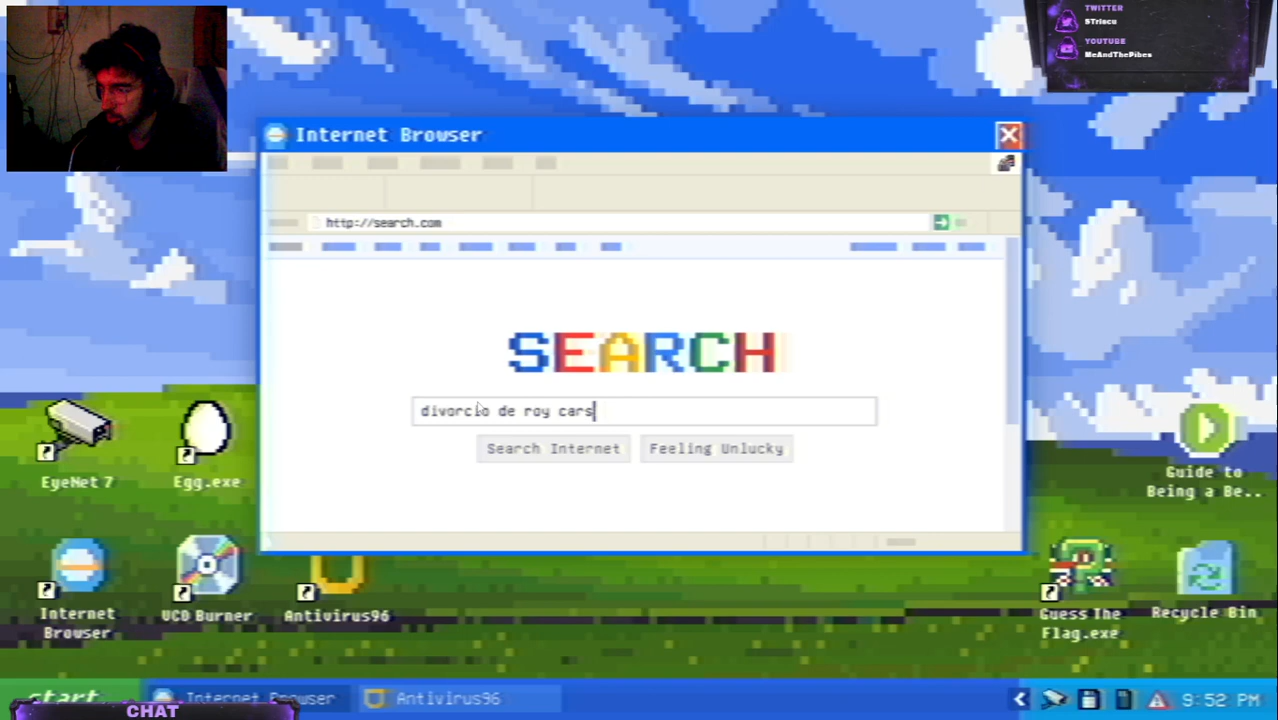 TWITTER
STriscu
YOUTUBE
MeAndThePibes
Internet Browser
http://search.com
SEARCH
divorcio de roy cars
Search Internet
Feeling Unlucky
EyeNet 7
Egg.exe
Guide to
Being a Be..
Internet
Browser
VCD Burner
Antivirus96
Guess The
Flag.exe
Recycle Bin
start
Internet Browser
Antivirus96
9:52 PM
CHAT